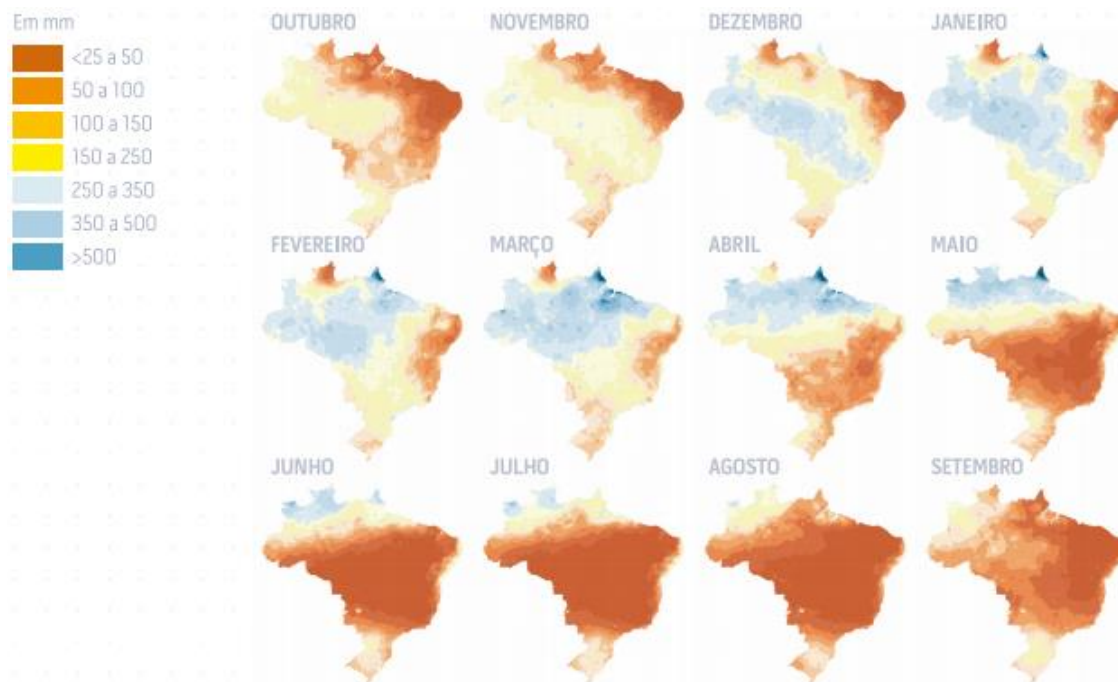 Em mm
<25 a 50
50 a 100
100 a 150
150 a 250
250 a 350
350 a 500
>500
OUTUBRO
NOVEMBRO
DEZEMBRO
JANEIRO
FEVEREIRO
MARÇO
ABRIL
MAIO
JUNHO
JULHO
AGOSTO
SETEMBRO